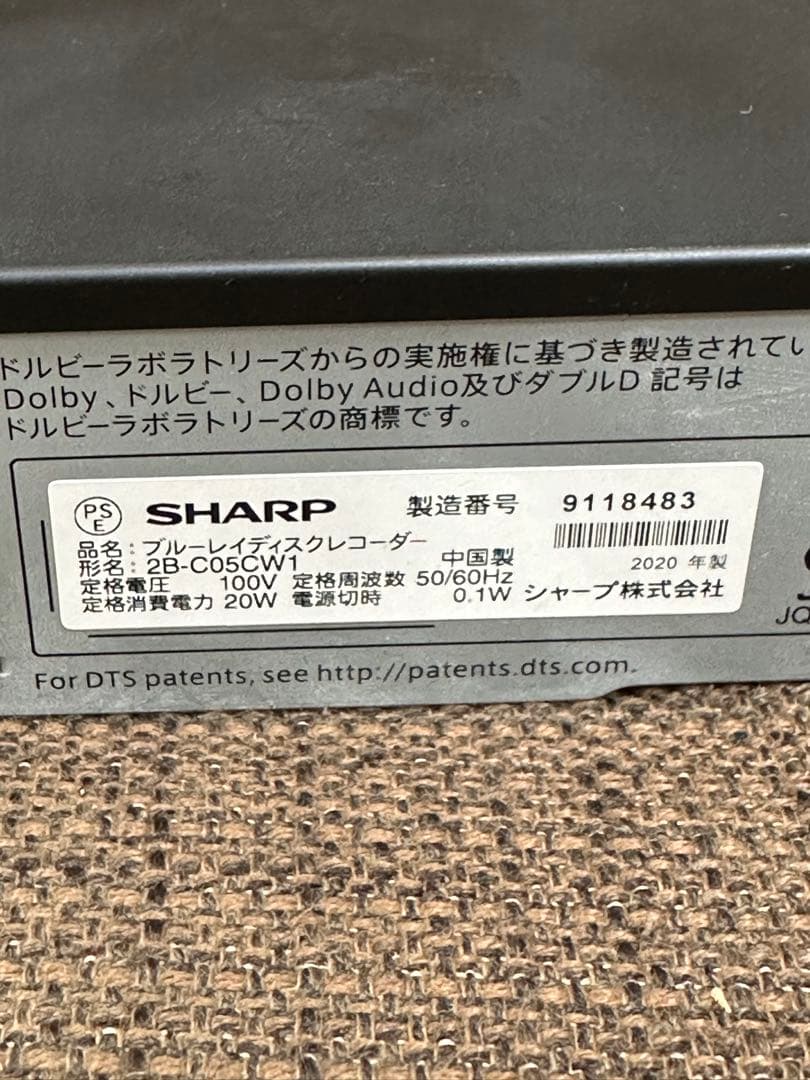 ドルビーラボラトリーズからの実施権に基づき製造されてい
Dolby、ドルビー、Dolby Audio及びダブルD 記号は
ドルビーラボラトリーズの商標です。
PS
E
SHARP 製造番号 9118483
品名：ブルーレイディスクレコーダー
形名：2B-C05CW1 中国製 2020 年製
定格電圧 100V 定格周波数 50/60Hz
定格消費電力 20W 電源切時 0.1W シャープ株式会社
JQ
For DTS patents, see http://patents.dts.com.